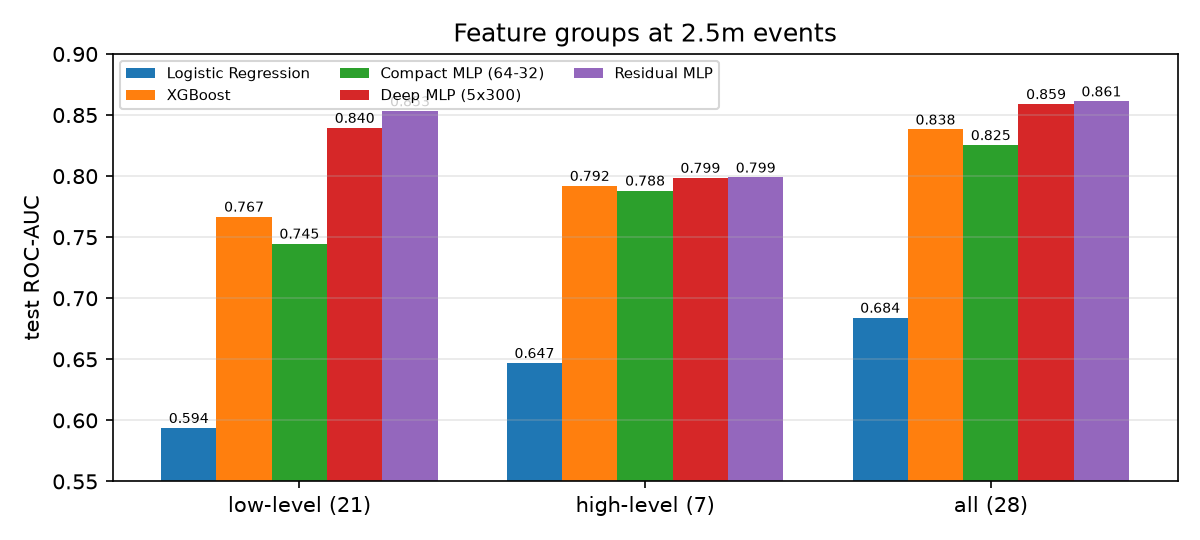 Feature groups at 2.5m events
test ROC-AUC
0.90
0.85
0.80
0.75
0.70
0.65
0.60
0.55
Logistic Regression
XGBoost
Compact MLP (64-32)
Deep MLP (5x300)
Residual MLP
0.594
0.767
0.745
0.840
0.853
0.647
0.792
0.788
0.799
0.799
0.684
0.838
0.825
0.859
0.861
low-level (21)
high-level (7)
all (28)